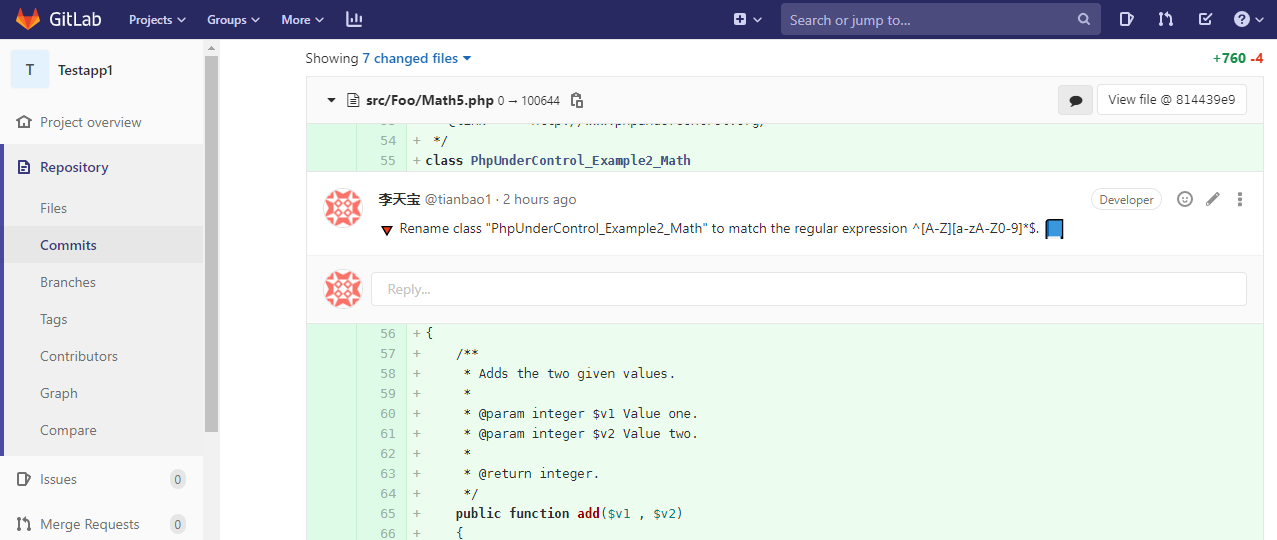 GitLab Projects Groups More Search or jump to...
T Testapp1
Project overview
Repository
Files
Commits
Branches
Tags
Contributors
Graph
Compare
Issues 0
Merge Requests 0
Showing 7 changed files +760 -4
src/Foo/Math5.php 0 → 100644 View file @ 814439e9
54 + */
55 + class PhpUnderControl_Example2_Math
李天宝 @tianbao1 · 2 hours ago Developer
Rename class "PhpUnderControl_Example2_Math" to match the regular expression ^[A-Z][a-zA-Z0-9]*$.
Reply...
56 + {
57 + /**
58 + * Adds the two given values.
59 + *
60 + * @param integer $v1 Value one.
61 + * @param integer $v2 Value two.
62 + *
63 + * @return integer.
64 + */
65 + public function add($v1 , $v2)
66 + {